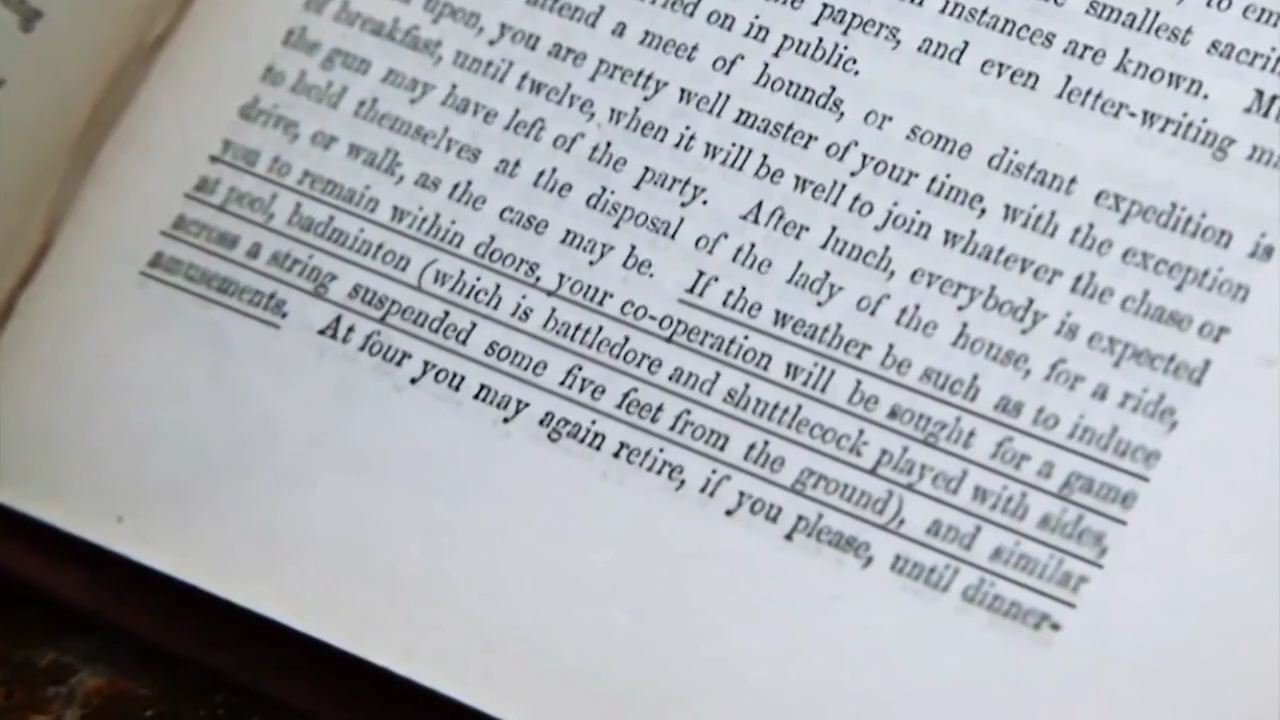 to em
smallest sacri
instances are known. M
the papers, and even letter-writing m
on in public.
attend a meet of hounds, or some distant expedition is
upon, you are pretty well master of your time, with the exception
of breakfast, until twelve, when it will be well to join whatever the chase or
the gun may have left of the party. After lunch, everybody is expected
to hold themselves at the disposal of the lady of the house, for a ride,
drive, or walk, as the case may be. If the weather be such as to induce
you to remain within doors, your co-operation will be sought for a game
at pool, badminton (which is battledore and shuttlecock played with sides,
across a string suspended some five feet from the ground), and similar
amusements. At four you may again retire, if you please, until dinner-